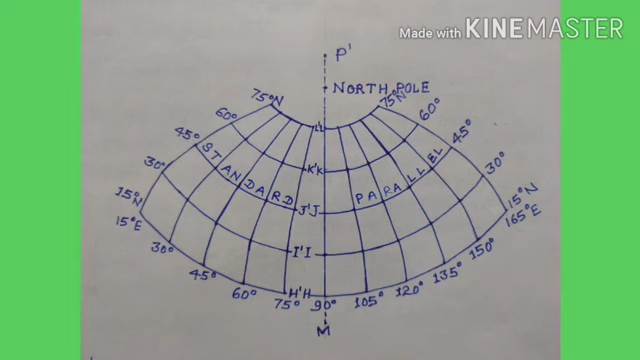 Made with KINEMASTER
P'
NORTH POLE
75°N 75°N
60° 60°
45° 45°
L'L
STANDARD PARALLEL
K'K
30° 30°
J'J
15°N 15°N
15°E 165°E
I'I
30° 150°
45° 135°
60° 120°
75° H'H 90° 105°
M